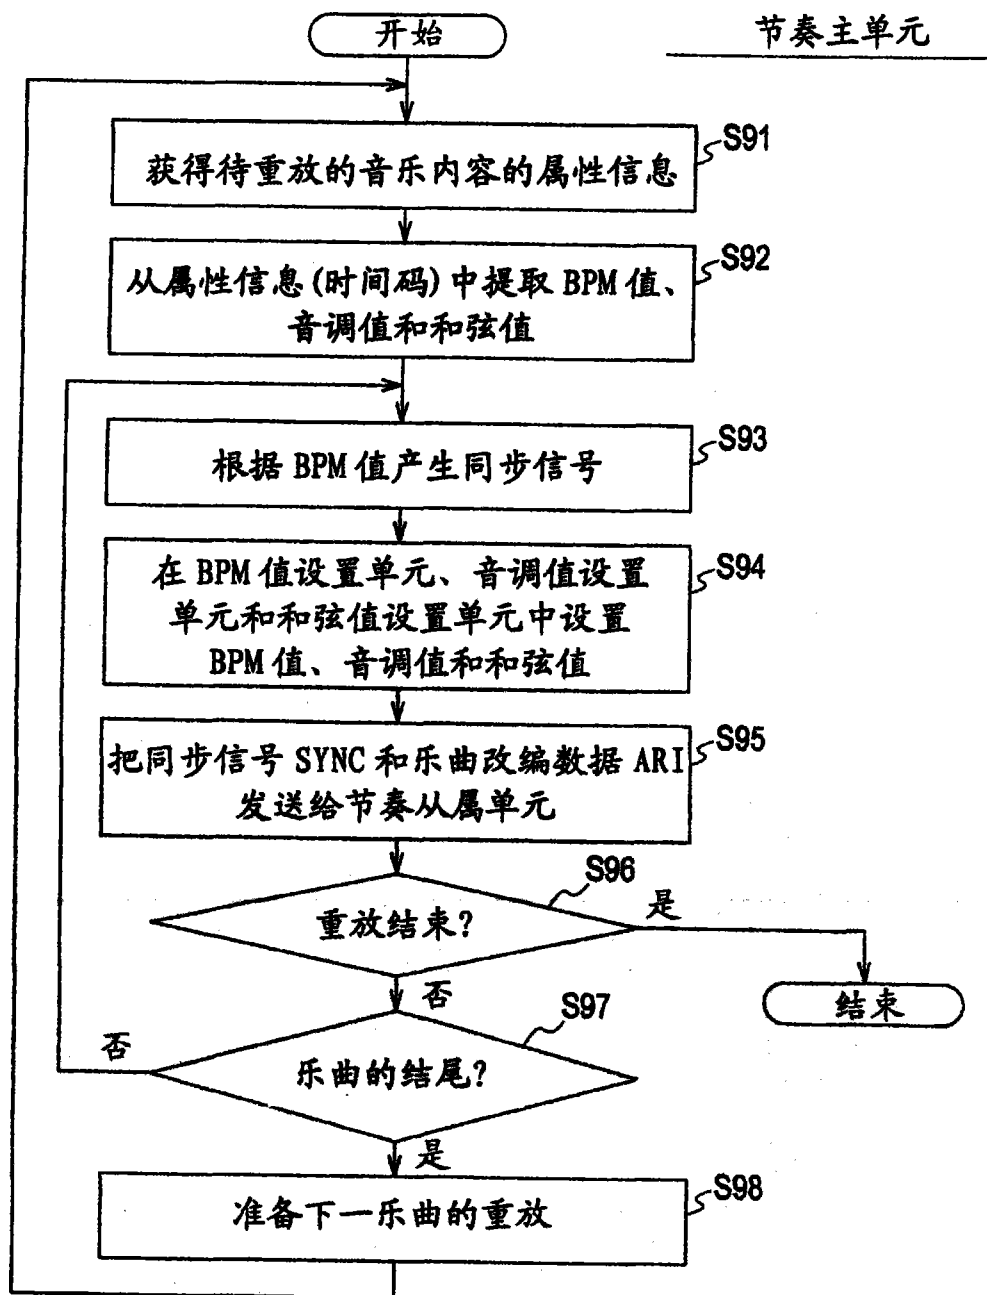 开始
节奏主单元
S91
获得待重放的音乐内容的属性信息
S92
从属性信息(时间码)中提取 BPM 值、
音调值和和弦值
S93
根据 BPM 值产生同步信号
S94
在 BPM 值设置单元、音调值设置
单元和和弦值设置单元中设置
BPM 值、音调值和和弦值
S95
把同步信号 SYNC 和乐曲改编数据 ARI
发送给节奏从属单元
S96
重放结束?
是
结束
否
S97
乐曲的结尾?
否
是
S98
准备下一乐曲的重放